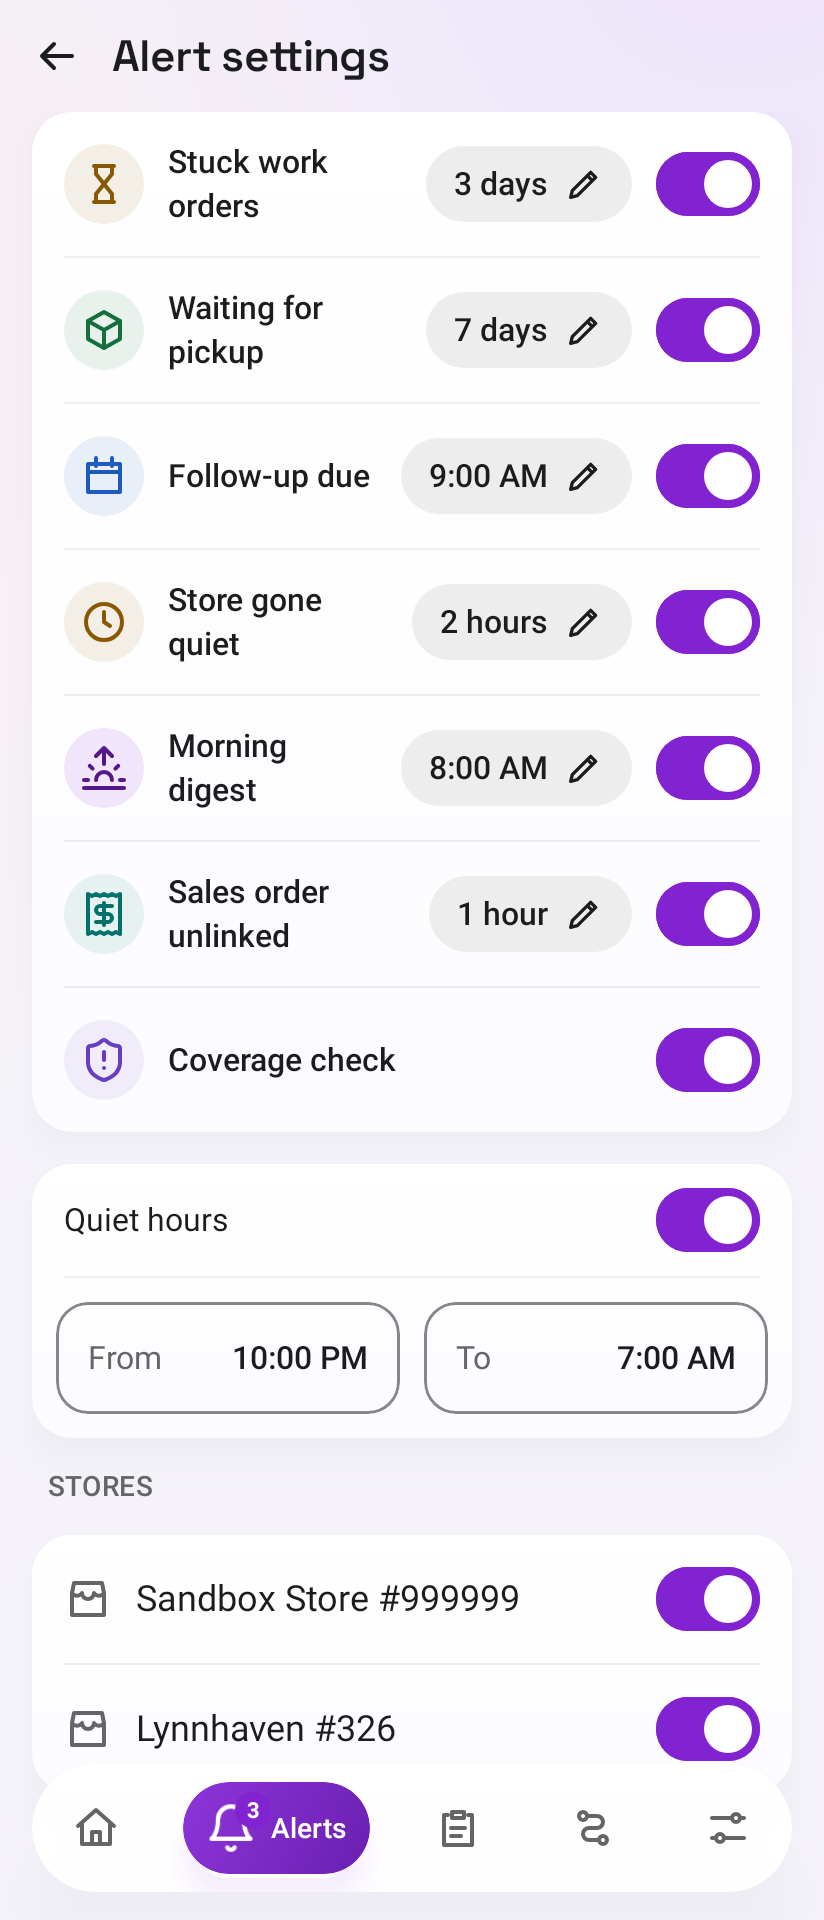 Alert settings
Stuck work
orders
3 days
Waiting for
pickup
7 days
Follow-up due
9:00 AM
Store gone
quiet
2 hours
Morning
digest
8:00 AM
Sales order
unlinked
1 hour
Coverage check
Quiet hours
From 10:00 PM
To 7:00 AM
STORES
Sandbox Store #999999
Lynnhaven #326
3
Alerts